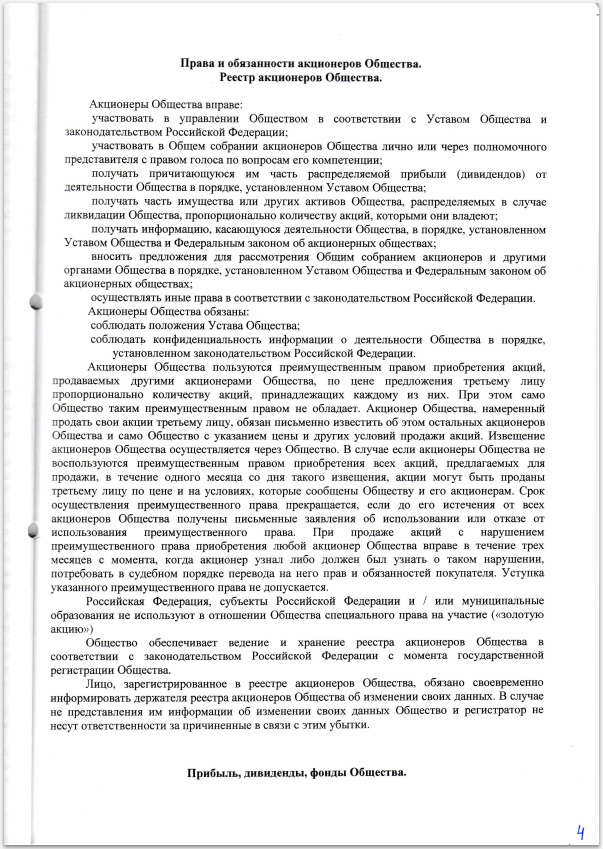 Права и обязанности акционеров Общества.
Реестр акционеров Общества.
Акционеры Общества вправе:
участвовать в управлении Обществом в соответствии с Уставом Общества и
законодательством Российской Федерации;
участвовать в Общем собрании акционеров Общества лично или через полномочного
представителя с правом голоса по вопросам его компетенции;
получать причитающуюся им часть распределяемой прибыли (дивидендов) от
деятельности Общества в порядке, установленном Уставом Общества;
получать часть имущества или других активов Общества, распределяемых в случае
ликвидации Общества, пропорционально количеству акций, которыми они владеют;
получать информацию, касающуюся деятельности Общества, в порядке, установленном
Уставом Общества и Федеральным законом об акционерных обществах;
вносить предложения для рассмотрения Общим собранием акционеров и другими
органами Общества в порядке, установленном Уставом Общества и Федеральным законом об
акционерных обществах;
осуществлять иные права в соответствии с законодательством Российской Федерации.
Акционеры Общества обязаны:
соблюдать положения Устава Общества;
соблюдать конфиденциальность информации о деятельности Общества в порядке,
установленном законодательством Российской Федерации.
Акционеры Общества пользуются преимущественным правом приобретения акций,
продаваемых другими акционерами Общества, по цене предложения третьему лицу
пропорционально количеству акций, принадлежащих каждому из них. При этом само
Общество таким преимущественным правом не обладает. Акционер Общества, намеренный
продать свои акции третьему лицу, обязан письменно известить об этом остальных акционеров
Общества и само Общество с указанием цены и других условий продажи акций. Извещение
акционеров Общества осуществляется через Общество. В случае если акционеры Общества не
воспользуются преимущественным правом приобретения всех акций, предлагаемых для
продажи, в течение одного месяца со дня такого извещения, акции могут быть проданы
третьему лицу по цене и на условиях, которые сообщены Обществу и его акционерам. Срок
осуществления преимущественного права прекращается, если до его истечения от всех
акционеров Общества получены письменные заявления об использовании или отказе от
использования преимущественного права. При продаже акций с нарушением
преимущественного права приобретения любой акционер Общества вправе в течение трех
месяцев с момента, когда акционер узнал либо должен был узнать о таком нарушении,
потребовать в судебном порядке перевода на него прав и обязанностей покупателя. Уступка
указанного преимущественного права не допускается.
Российская Федерация, субъекты Российской Федерации и / или муниципальные
образования не используют в отношении Общества специального права на участие («золотую
акцию»)
Общество обеспечивает ведение и хранение реестра акционеров Общества в
соответствии с законодательством Российской Федерации с момента государственной
регистрации Общества.
Лицо, зарегистрированное в реестре акционеров Общества, обязано своевременно
информировать держателя реестра акционеров Общества об изменении своих данных. В случае
не представления им информации об изменении своих данных Общество и регистратор не
несут ответственности за причиненные в связи с этим убытки.
Прибыль, дивиденды, фонды Общества.
4